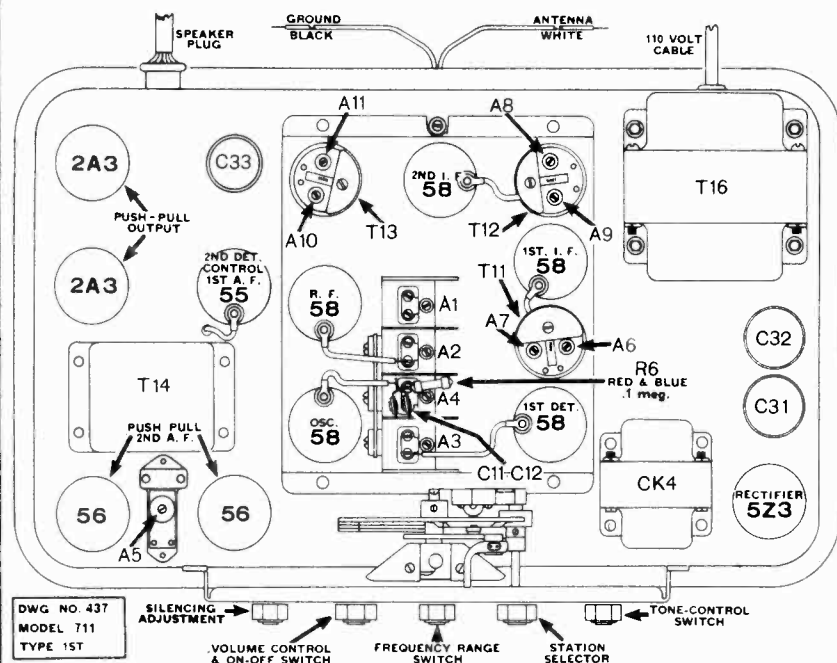 GROUND
BLACK
ANTENNA
WHITE
SPEAKER
PLUG
110 VOLT
CABLE
A11
A8
2A3
C33
2ND I.F.
58
T16
PUSH-PULL
OUTPUT
A10
T13
T12
A9
2A3
2ND DET.
CONTROL
1ST A.F.
55
1ST. I.F.
58
T11
R.F.
58
A1
A7
A6
C32
A2
T14
R6
RED & BLUE
.1 meg.
A4
C31
OSC.
58
A3
1ST DET.
58
PUSH PULL
2ND A.F.
C11-C12
CK4
56
56
RECTIFIER
5Z3
A5
DWG NO. 437
MODEL 711
TYPE 1ST
SILENCING
ADJUSTMENT
VOLUME CONTROL
& ON-OFF SWITCH
FREQUENCY RANGE
SWITCH
STATION
SELECTOR
TONE-CONTROL
SWITCH